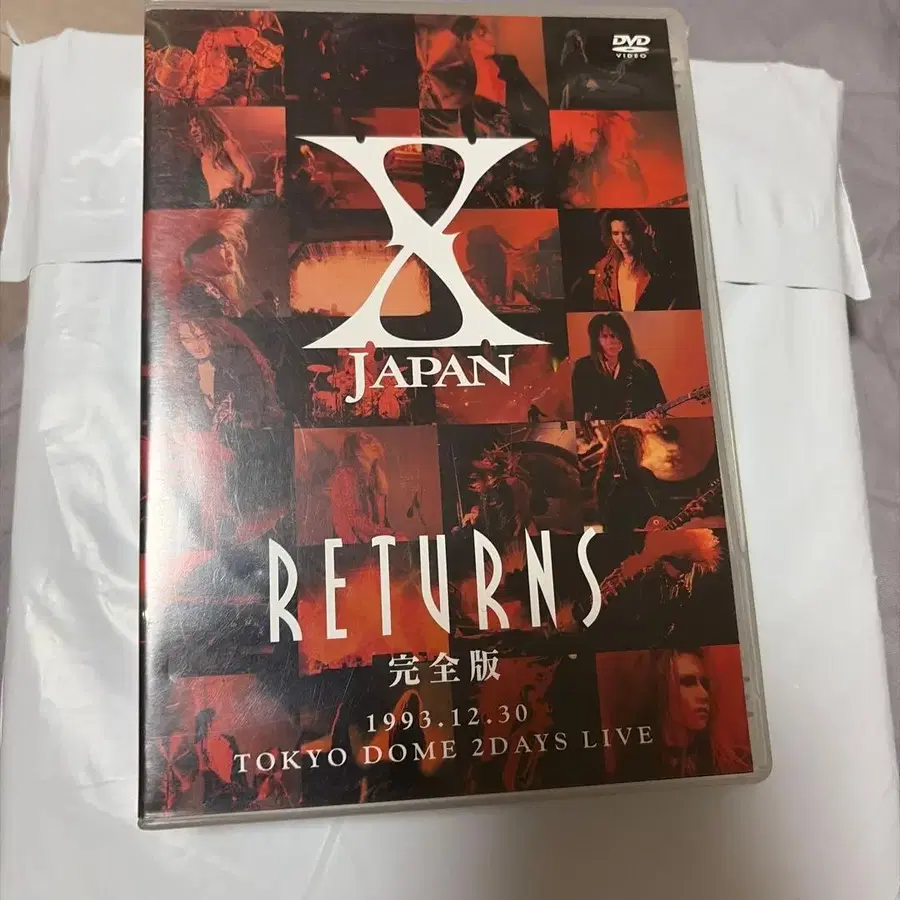 DVD
VIDEO
X
JAPAN
RETURNS
完全版
1993.12.30
TOKYO DOME 2DAYS LIVE